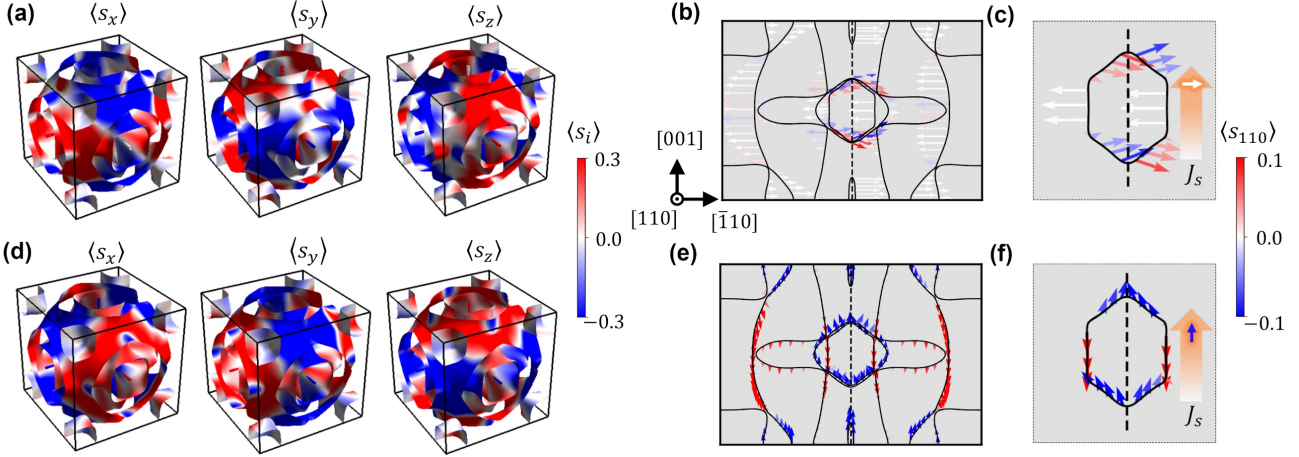 (a)
⟨s_x⟩
⟨s_y⟩
⟨s_z⟩
⟨s_i⟩
0.3
0.0
−0.3
(b)
[001]
[110]
[1̄10]
(c)
J_s
⟨s_110⟩
0.1
0.0
−0.1
(d)
⟨s_x⟩
⟨s_y⟩
⟨s_z⟩
(e)
(f)
J_s